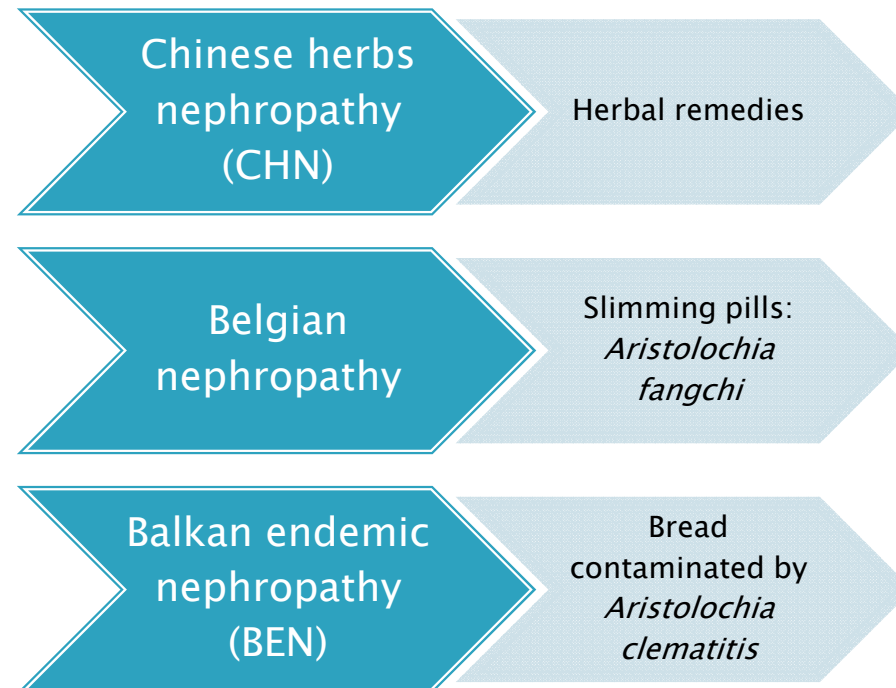 Chinese herbs
nephropathy
(CHN)
Herbal remedies
Belgian
nephropathy
Slimming pills:
Aristolochia
fangchi
Balkan endemic
nephropathy
(BEN)
Bread
contaminated by
Aristolochia
clematitis